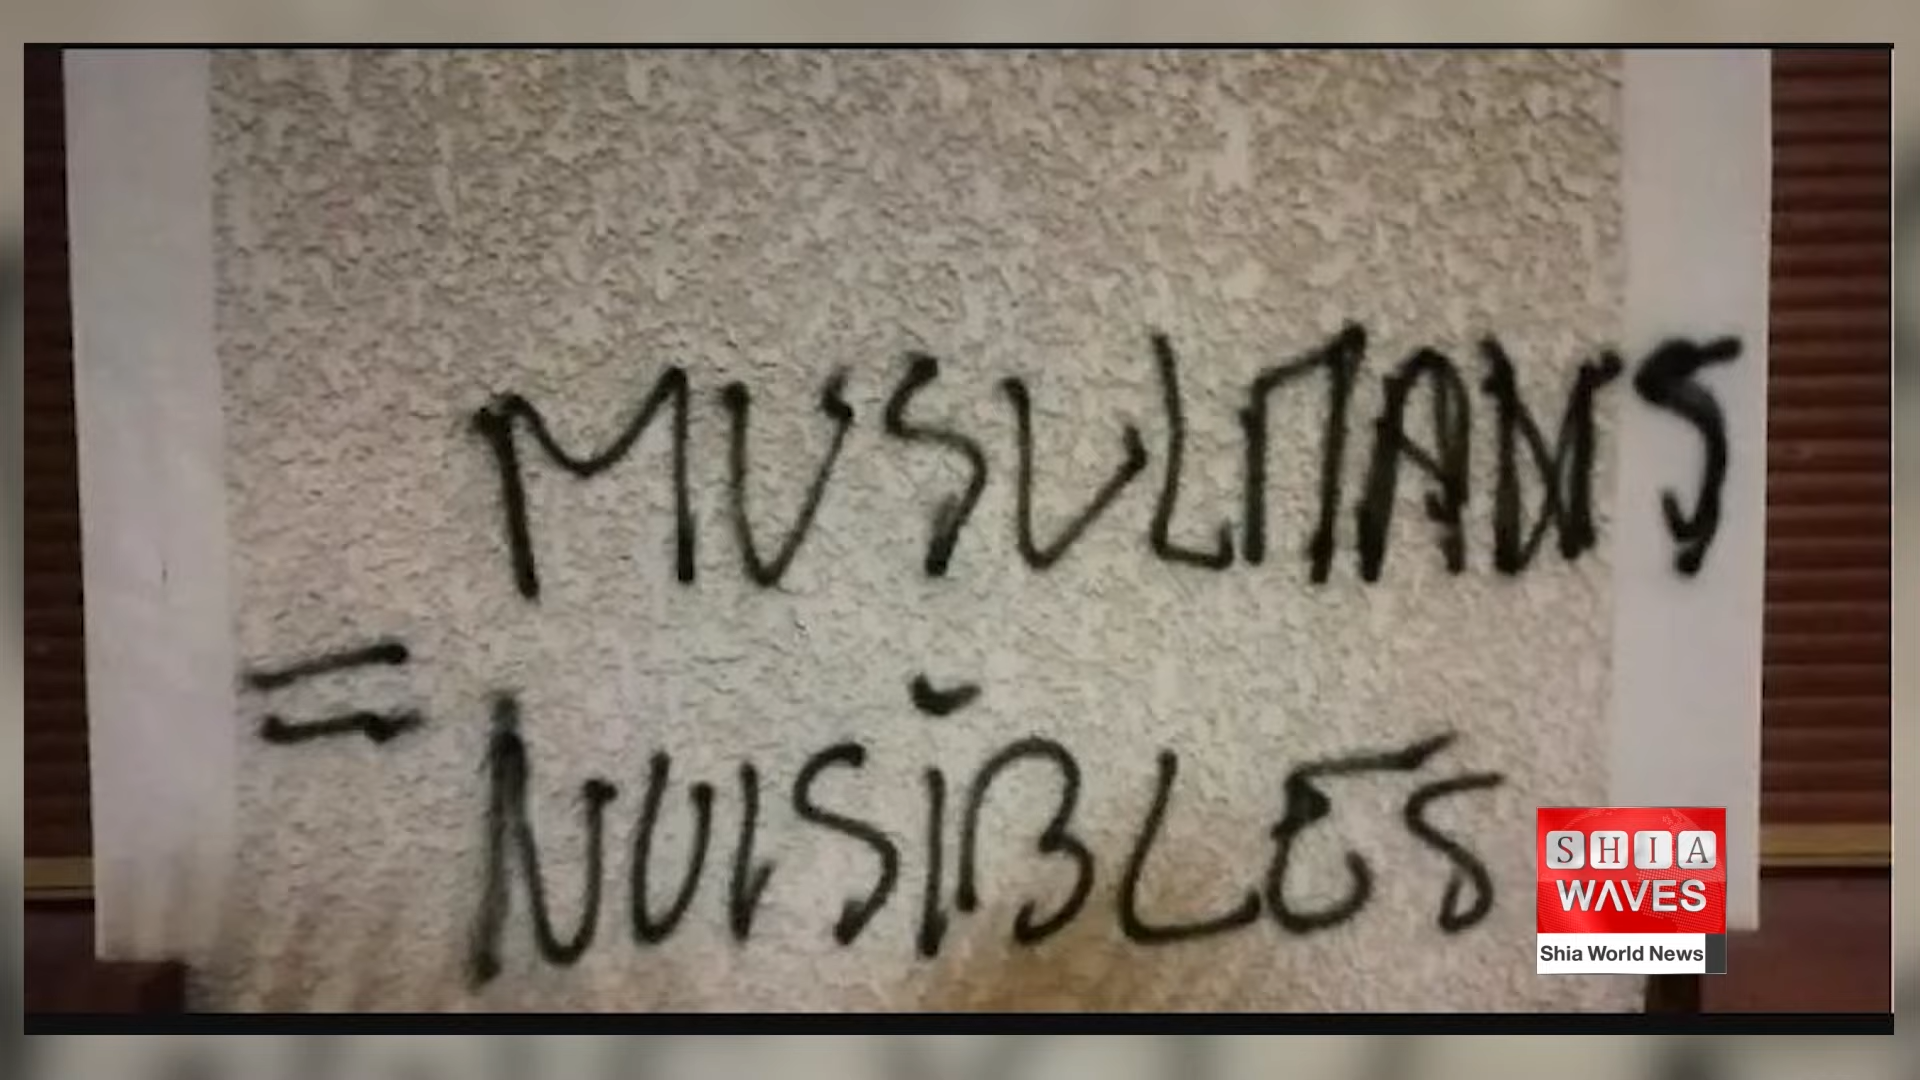 MUSULMANS
= NUISIBLES
SHIA
WAVES
Shia World News